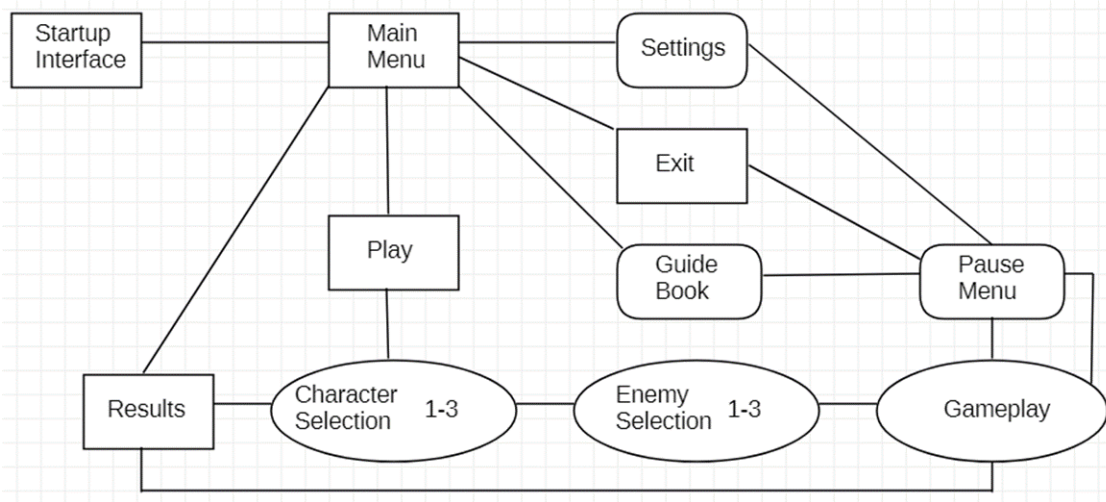 Startup
Interface
Main
Menu
Settings
Exit
Play
Guide
Book
Pause
Menu
Results
Character
Selection 1-3
Enemy
Selection 1-3
Gameplay